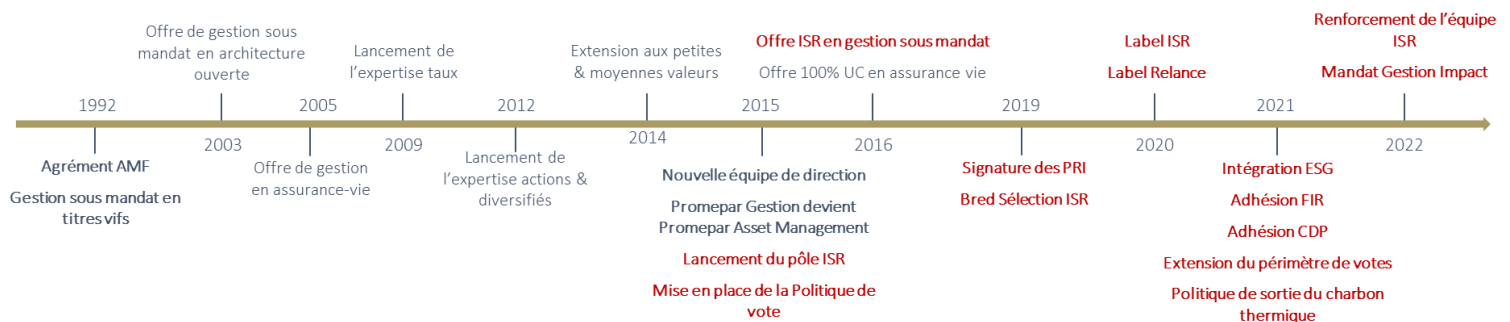 Offre de gestion sous
mandat en architecture
ouverte
Lancement de
l'expertise taux
Extension aux petites
& moyennes valeurs
Offre ISR en gestion sous mandat
Offre 100% UC en assurance vie
Label ISR
Label Relance
Renforcement de l'équipe
ISR
Mandat Gestion Impact
1992
2005
2012
2015
2019
2021
2003
2009
2014
2016
2020
2022
Agrément AMF
Gestion sous mandat en
titres vifs
Offre de gestion
en assurance-vie
Lancement de
l'expertise actions &
diversifiés
Nouvelle équipe de direction
Promepar Gestion devient
Promepar Asset Management
Lancement du pôle ISR
Mise en place de la Politique de
vote
Signature des PRI
Bred Sélection ISR
Intégration ESG
Adhésion FIR
Adhésion CDP
Extension du périmètre de votes
Politique de sortie du charbon
thermique